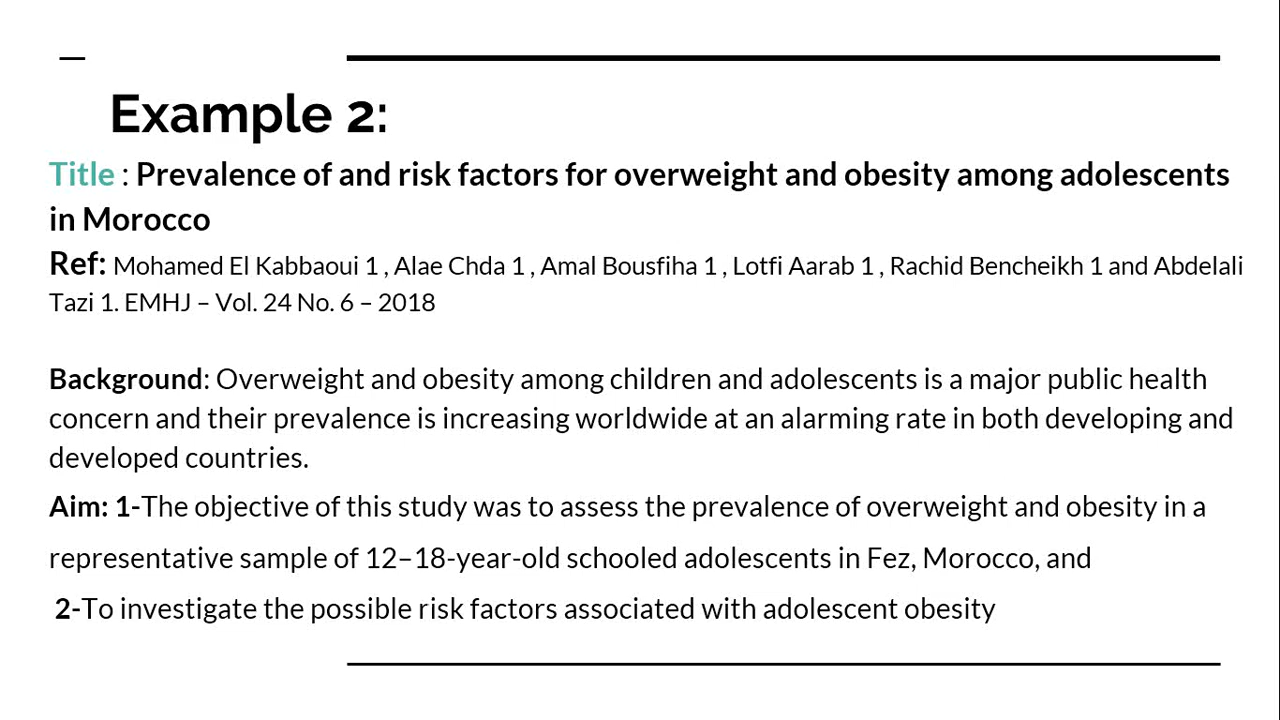 Example 2:
Title : Prevalence of and risk factors for overweight and obesity among adolescents
in Morocco
Ref: Mohamed El Kabbaoui 1 , Alae Chda 1 , Amal Bousfiha 1 , Lotfi Aarab 1 , Rachid Bencheikh 1 and Abdelali
Tazi 1. EMHJ – Vol. 24 No. 6 – 2018
Background: Overweight and obesity among children and adolescents is a major public health
concern and their prevalence is increasing worldwide at an alarming rate in both developing and
developed countries.
Aim: 1-The objective of this study was to assess the prevalence of overweight and obesity in a
representative sample of 12–18-year-old schooled adolescents in Fez, Morocco, and
2-To investigate the possible risk factors associated with adolescent obesity